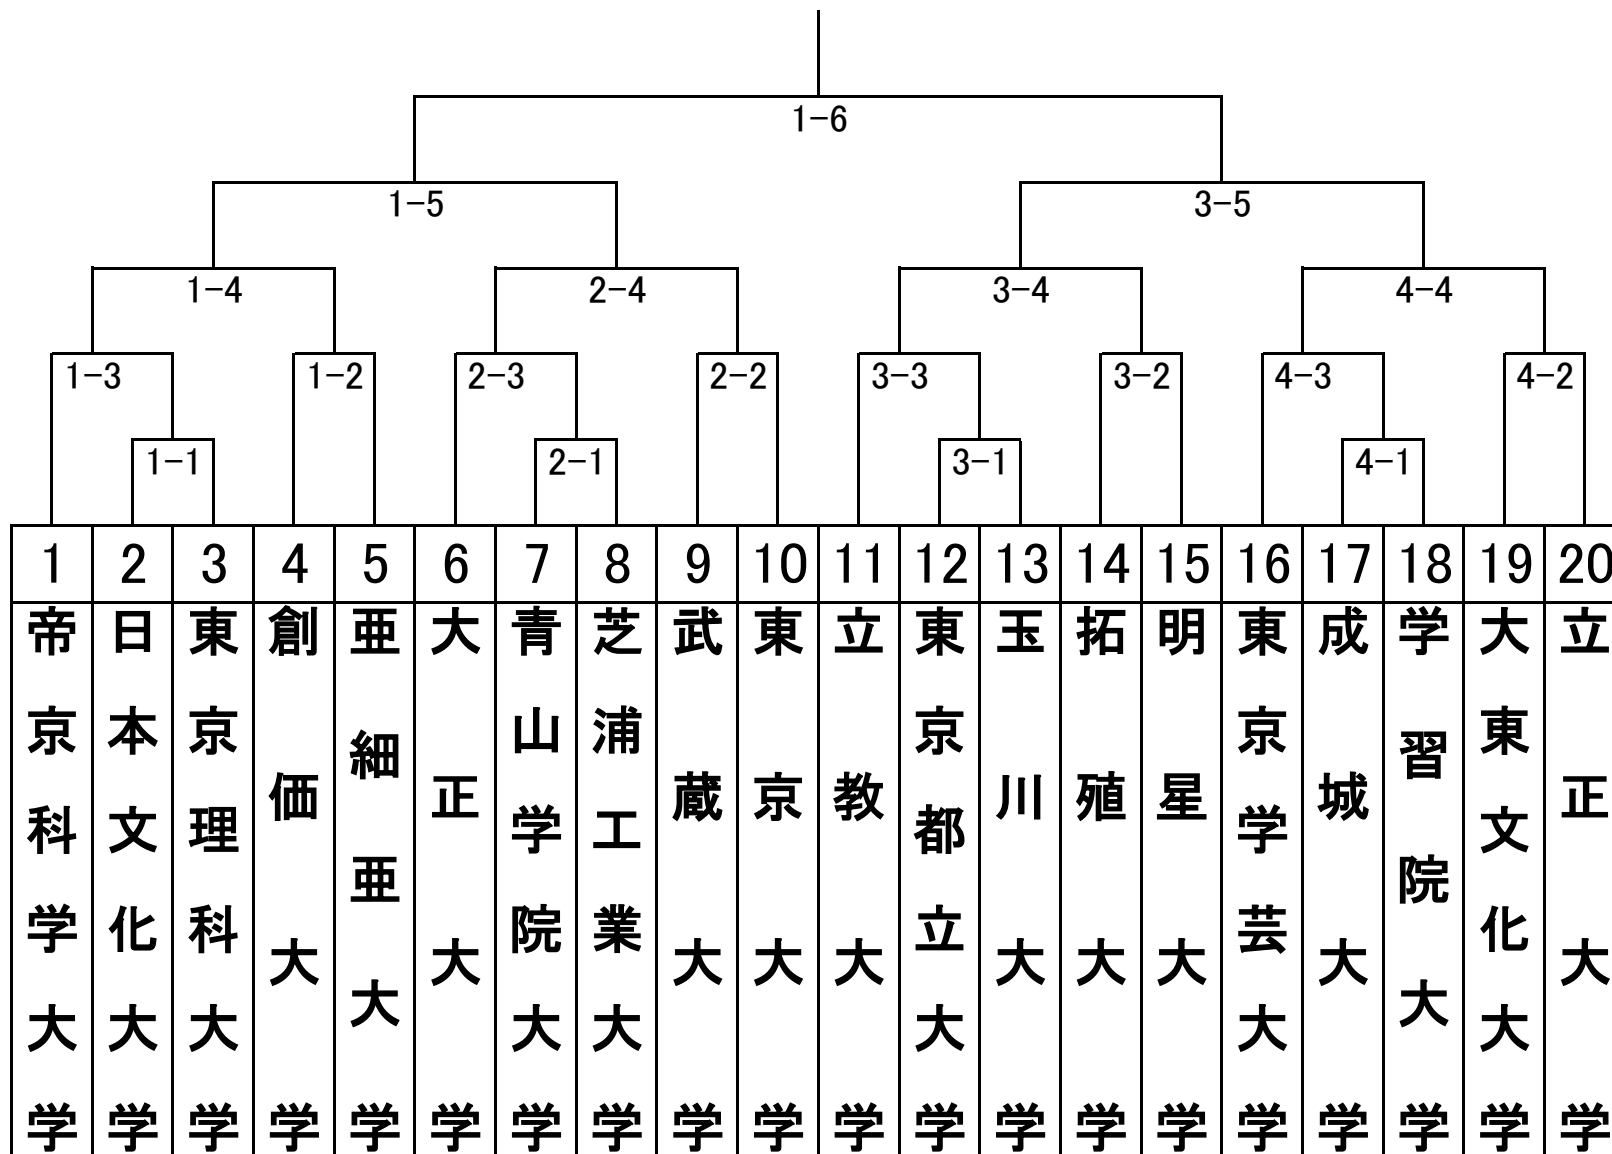 1-6
1-5
3-5
1-4
2-4
3-4
4-4
1-3
1-2
2-3
2-2
3-3
3-2
4-3
4-2
1-1
2-1
3-1
4-1
1 2 3 4 5 6 7 8 9 10 11 12 13 14 15 16 17 18 19 20
帝京科学大学
日本文化大学
東京理科大学
創価大学
亜細亜大学
大正大学
青山学院大学
芝浦工業大学
武蔵大学
東京大学
立教大学
東京都立大学
玉川大学
拓殖大学
明星大学
東京学芸大学
成城大学
学習院大学
大東文化大学
立正大学